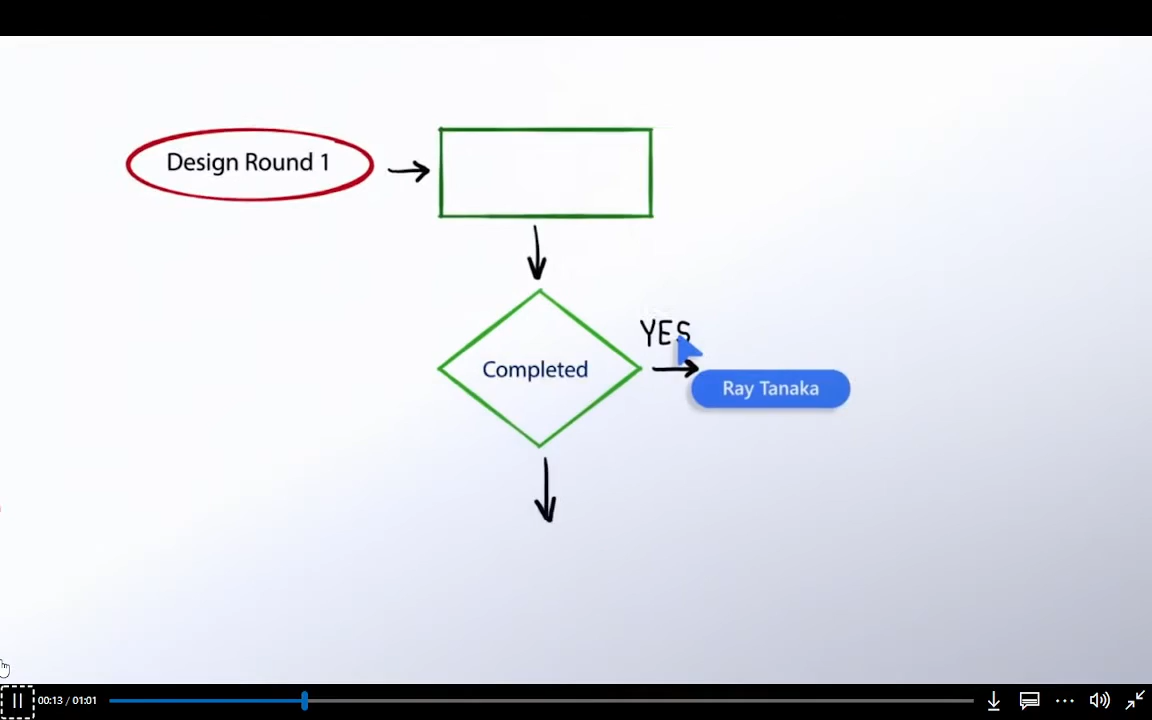 Design Round 1
YES
Completed
Ray Tanaka
00:13 / 01:01